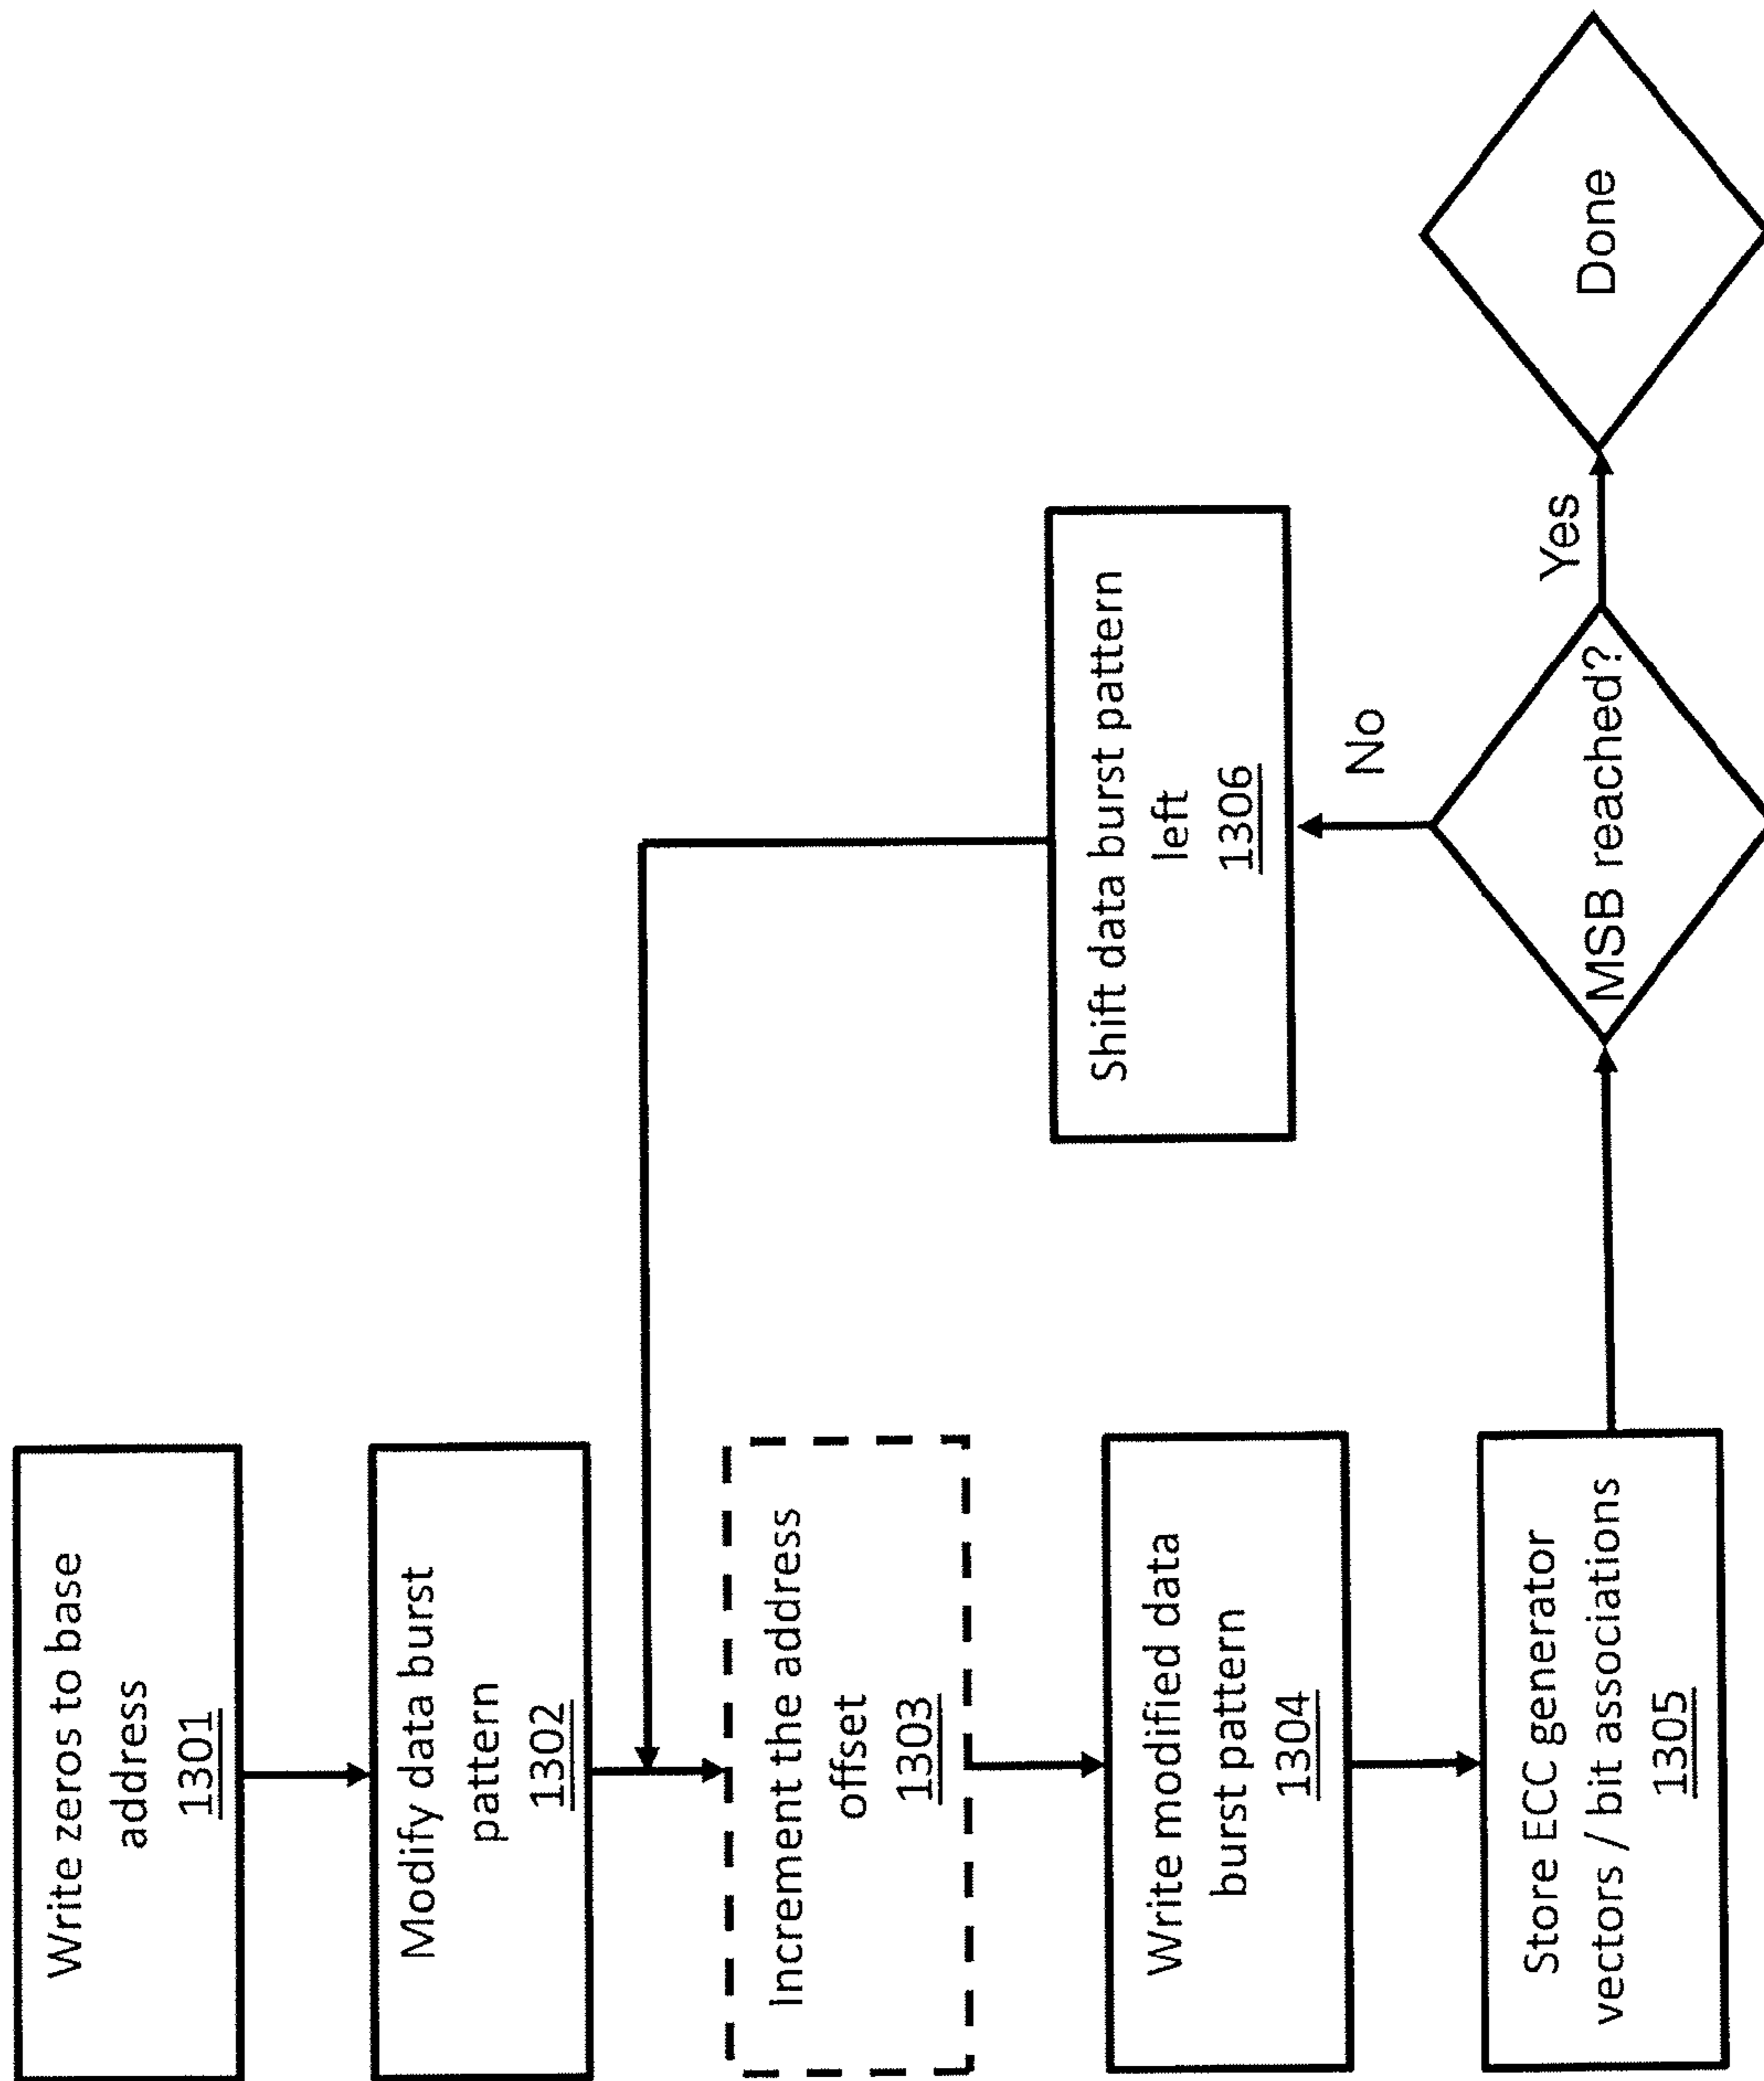 Write zeros to base
address
1301
Modify data burst
pattern
1302
Increment the address
offset
1303
Write modified data
burst pattern
1304
Store ECC generator
vectors / bit associations
1305
Shift data burst pattern
left
1306
No
MSB reached?
Yes
Done